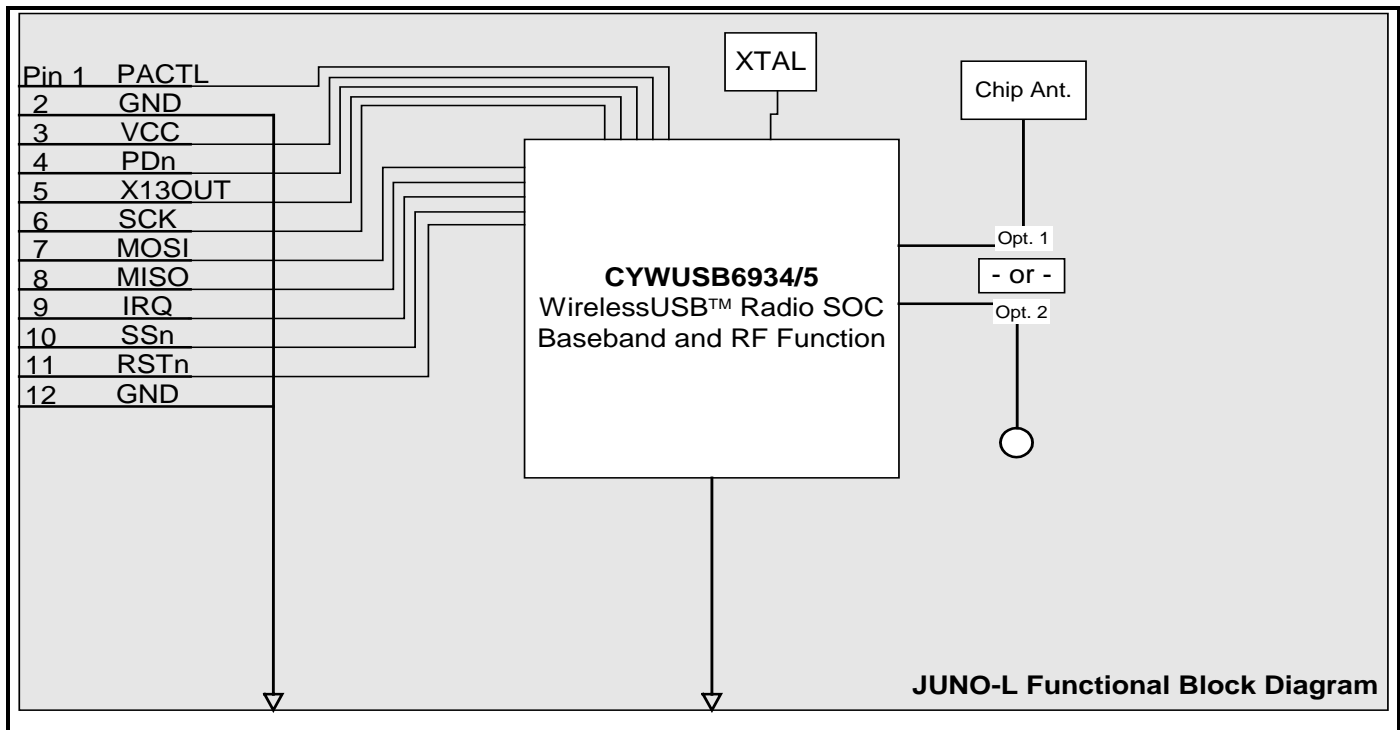 Pin 1 PACTL
2 GND
3 VCC
4 PDn
5 X13OUT
6 SCK
7 MOSI
8 MISO
9 IRQ
10 SSn
11 RSTn
12 GND
XTAL
Chip Ant.
CYWUSB6934/5
WirelessUSB™ Radio SOC
Baseband and RF Function
Opt. 1
- or -
Opt. 2
JUNO-L Functional Block Diagram